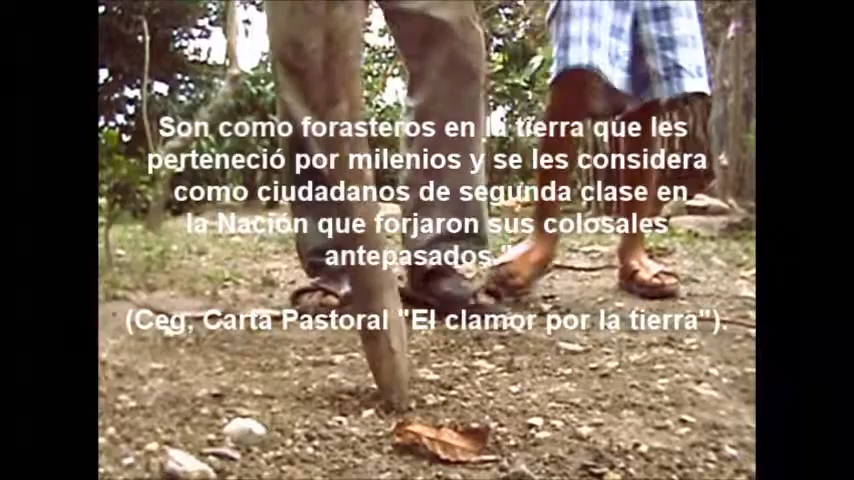 Son como forasteros en la tierra que les
perteneció por milenios y se les considera
como ciudadanos de segunda clase en
la Nación que forjaron sus colosales
antepasados."
(Ceg, Carta Pastoral "El clamor por la tierra").